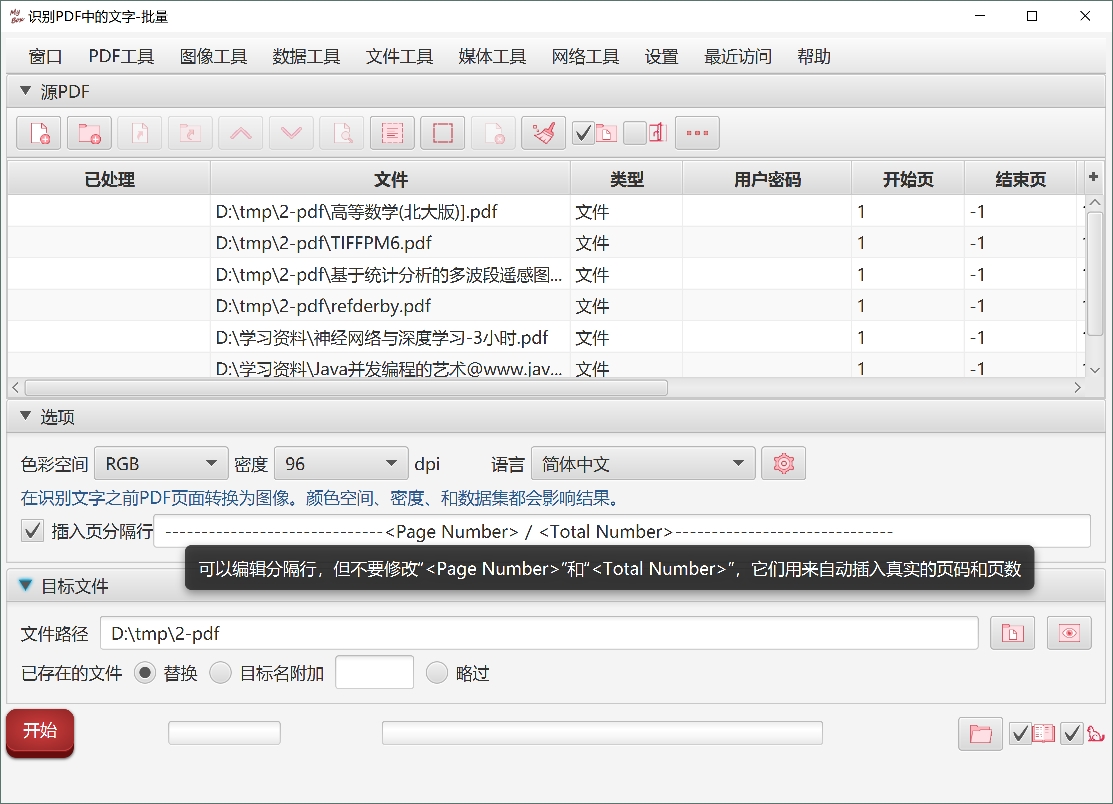 My Box 识别PDF中的文字-批量
窗口 PDF工具 图像工具 数据工具 文件工具 媒体工具 网络工具 设置 最近访问 帮助
源PDF
已处理 文件 类型 用户密码 开始页 结束页 +
D:\tmp\2-pdf\高等数学(北大版)].pdf 文件 1 -1
D:\tmp\2-pdf\TIFFPM6.pdf 文件 1 -1
D:\tmp\2-pdf\基于统计分析的多波段遥感图... 文件 1 -1
D:\tmp\2-pdf\refderby.pdf 文件 1 -1
D:\学习资料\神经网络与深度学习-3小时.pdf 文件 1 -1
D:\学习资料\Java并发编程的艺术@www.jav... 文件 1 -1
选项
色彩空间 RGB 密度 96 dpi 语言 简体中文
在识别文字之前PDF页面转换为图像。颜色空间、密度、和数据集都会影响结果。
插入页分隔行 ------------------------------<Page Number> / <Total Number>------------------------------
可以编辑分隔行，但不要修改"<Page Number>"和"<Total Number>"，它们用来自动插入真实的页码和页数
目标文件
文件路径 D:\tmp\2-pdf
已存在的文件 替换 目标名附加 略过
开始